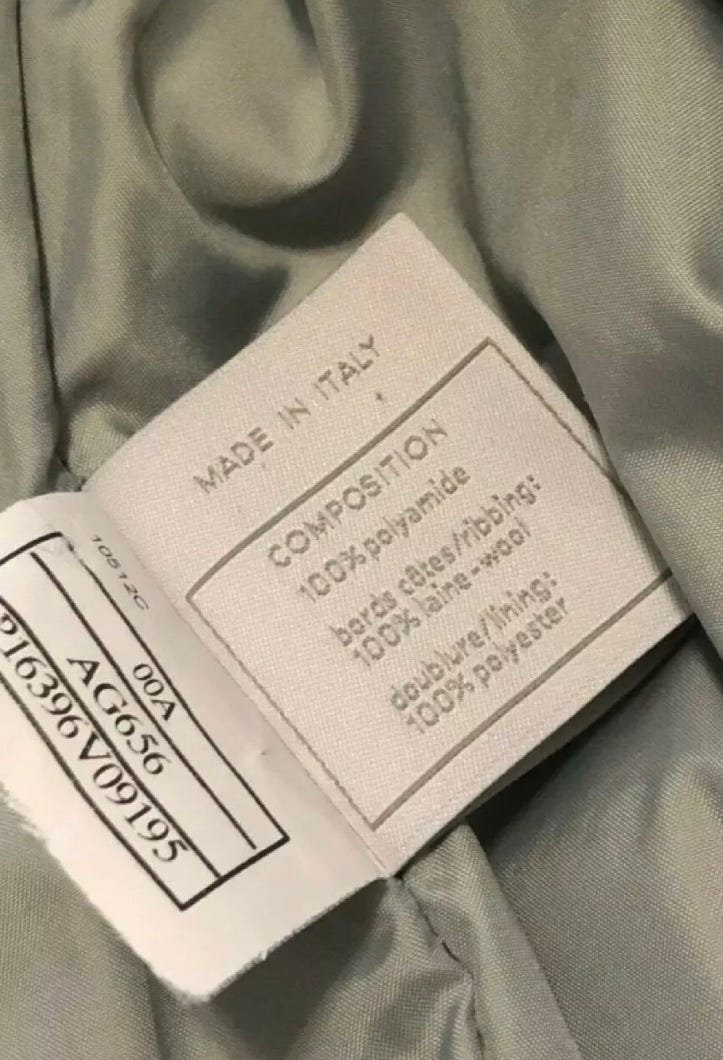 MADE IN ITALY
COMPOSITION
100% polyamide
bords côtes/ribbing:
100% laine-wool
doublure/lining:
100% polyester
10512C
00A
AG656
P16396V09195